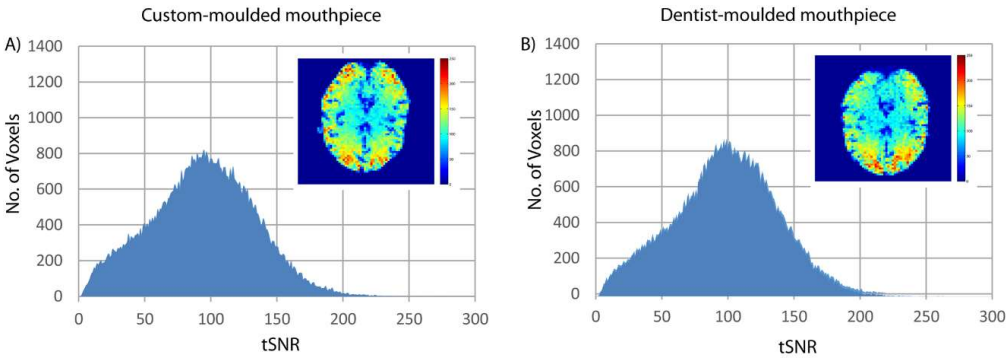 Custom-moulded mouthpiece
Dentist-moulded mouthpiece
A)
1400
1200
1000
800
600
400
200
0
No. of Voxels
0 50 100 150 200 250 300
tSNR
B)
1400
1200
1000
800
600
400
200
0
No. of Voxels
0 50 100 150 200 250 300
tSNR